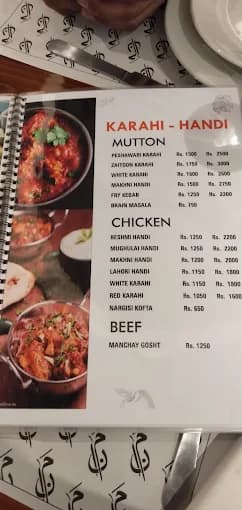 KARAHI - HANDI
MUTTON
PESHAWARI KARAHI Rs. 1500 Rs. 2500
ZAITOON KARAHI Rs. 1750 Rs. 3000
WHITE KARAHI Rs. 1500 Rs. 2600
MAKHNI HANDI Rs. 1500 Rs. 2750
FRY KEBAB Rs. 1250 Rs. 2200
BRAIN MASALA Rs. 750
CHICKEN
RESHMI HANDI Rs. 1250 Rs. 2200
MUGHULAI HANDI Rs. 1250 Rs. 2200
MAKHNI HANDI Rs. 1200 Rs. 2000
LAHORI HANDI Rs. 1150 Rs. 1800
WHITE KARAHI Rs. 1150 Rs. 1800
RED KARAHI Rs. 1050 Rs. 1600
NARGISI KOFTA Rs. 650
BEEF
MANCHAY GOSHT Rs. 1250